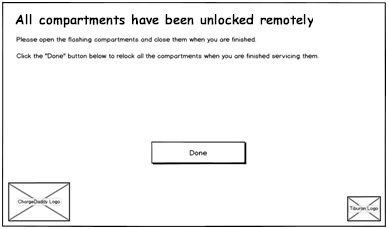 All compartments have been unlocked remotely
Please open the flashing compartments and close them when you are finished.
Click the "Done" button below to relock all the compartments when you are finished servicing them.
Done
ChargeDaddy Logo
Tiburon Logo